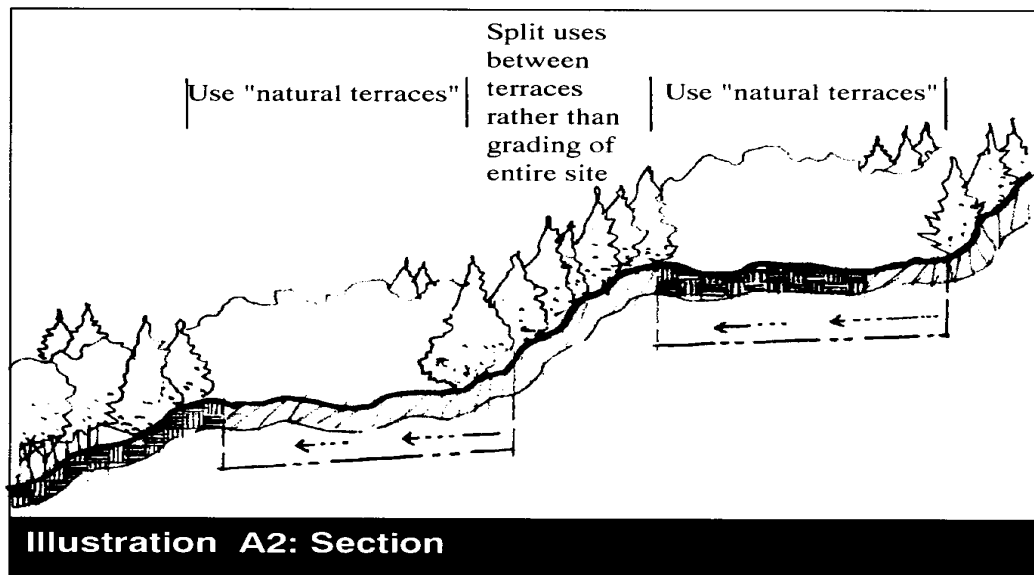 Use "natural terraces"
Split uses
between
terraces
rather than
grading of
entire site
Use "natural terraces"
Illustration A2: Section